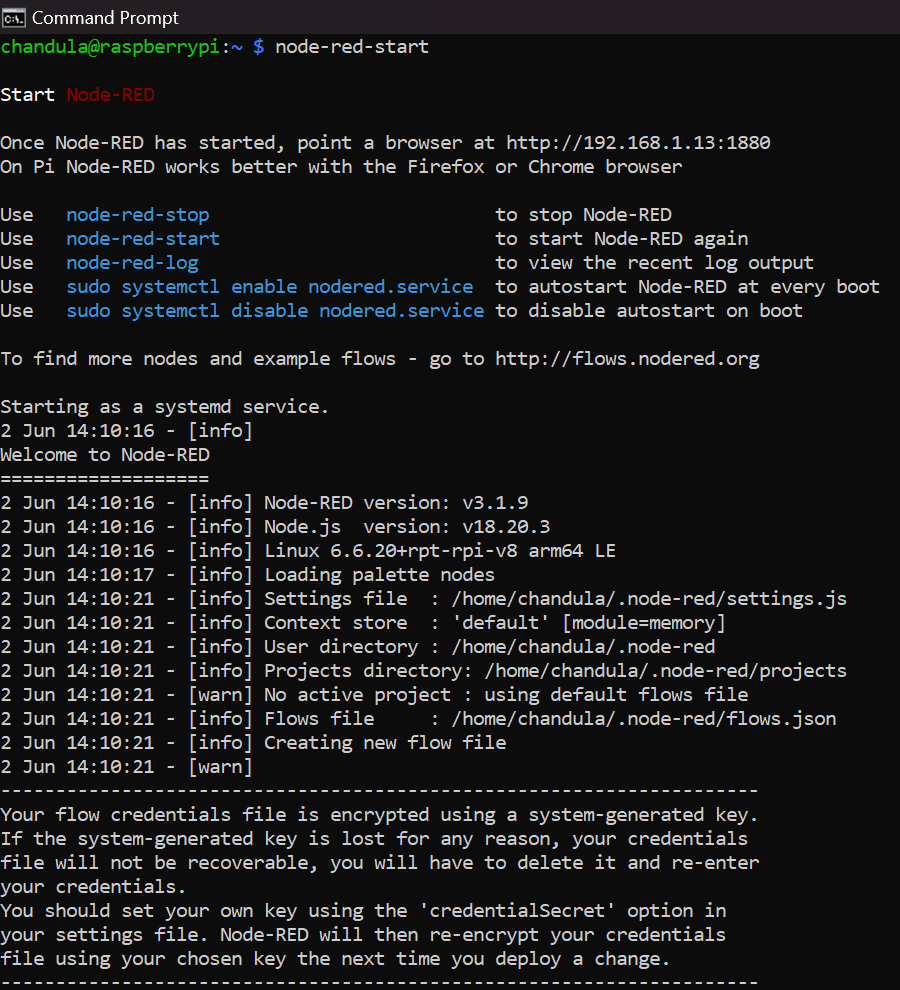 Command Prompt
chandula@raspberrypi:~ $ node-red-start
Start Node-RED
Once Node-RED has started, point a browser at http://192.168.1.13:1880
On Pi Node-RED works better with the Firefox or Chrome browser
Use   node-red-stop                          to stop Node-RED
Use   node-red-start                         to start Node-RED again
Use   node-red-log                           to view the recent log output
Use   sudo systemctl enable nodered.service  to autostart Node-RED at every boot
Use   sudo systemctl disable nodered.service to disable autostart on boot
To find more nodes and example flows - go to http://flows.nodered.org
Starting as a systemd service.
2 Jun 14:10:16 - [info]
Welcome to Node-RED
===================
2 Jun 14:10:16 - [info] Node-RED version: v3.1.9
2 Jun 14:10:16 - [info] Node.js  version: v18.20.3
2 Jun 14:10:16 - [info] Linux 6.6.20+rpt-rpi-v8 arm64 LE
2 Jun 14:10:17 - [info] Loading palette nodes
2 Jun 14:10:21 - [info] Settings file  : /home/chandula/.node-red/settings.js
2 Jun 14:10:21 - [info] Context store  : 'default' [module=memory]
2 Jun 14:10:21 - [info] User directory : /home/chandula/.node-red
2 Jun 14:10:21 - [info] Projects directory: /home/chandula/.node-red/projects
2 Jun 14:10:21 - [warn] No active project : using default flows file
2 Jun 14:10:21 - [info] Flows file     : /home/chandula/.node-red/flows.json
2 Jun 14:10:21 - [info] Creating new flow file
2 Jun 14:10:21 - [warn]
---------------------------------------------------------------------
Your flow credentials file is encrypted using a system-generated key.
If the system-generated key is lost for any reason, your credentials
file will not be recoverable, you will have to delete it and re-enter
your credentials.
You should set your own key using the 'credentialSecret' option in
your settings file. Node-RED will then re-encrypt your credentials
file using your chosen key the next time you deploy a change.
---------------------------------------------------------------------